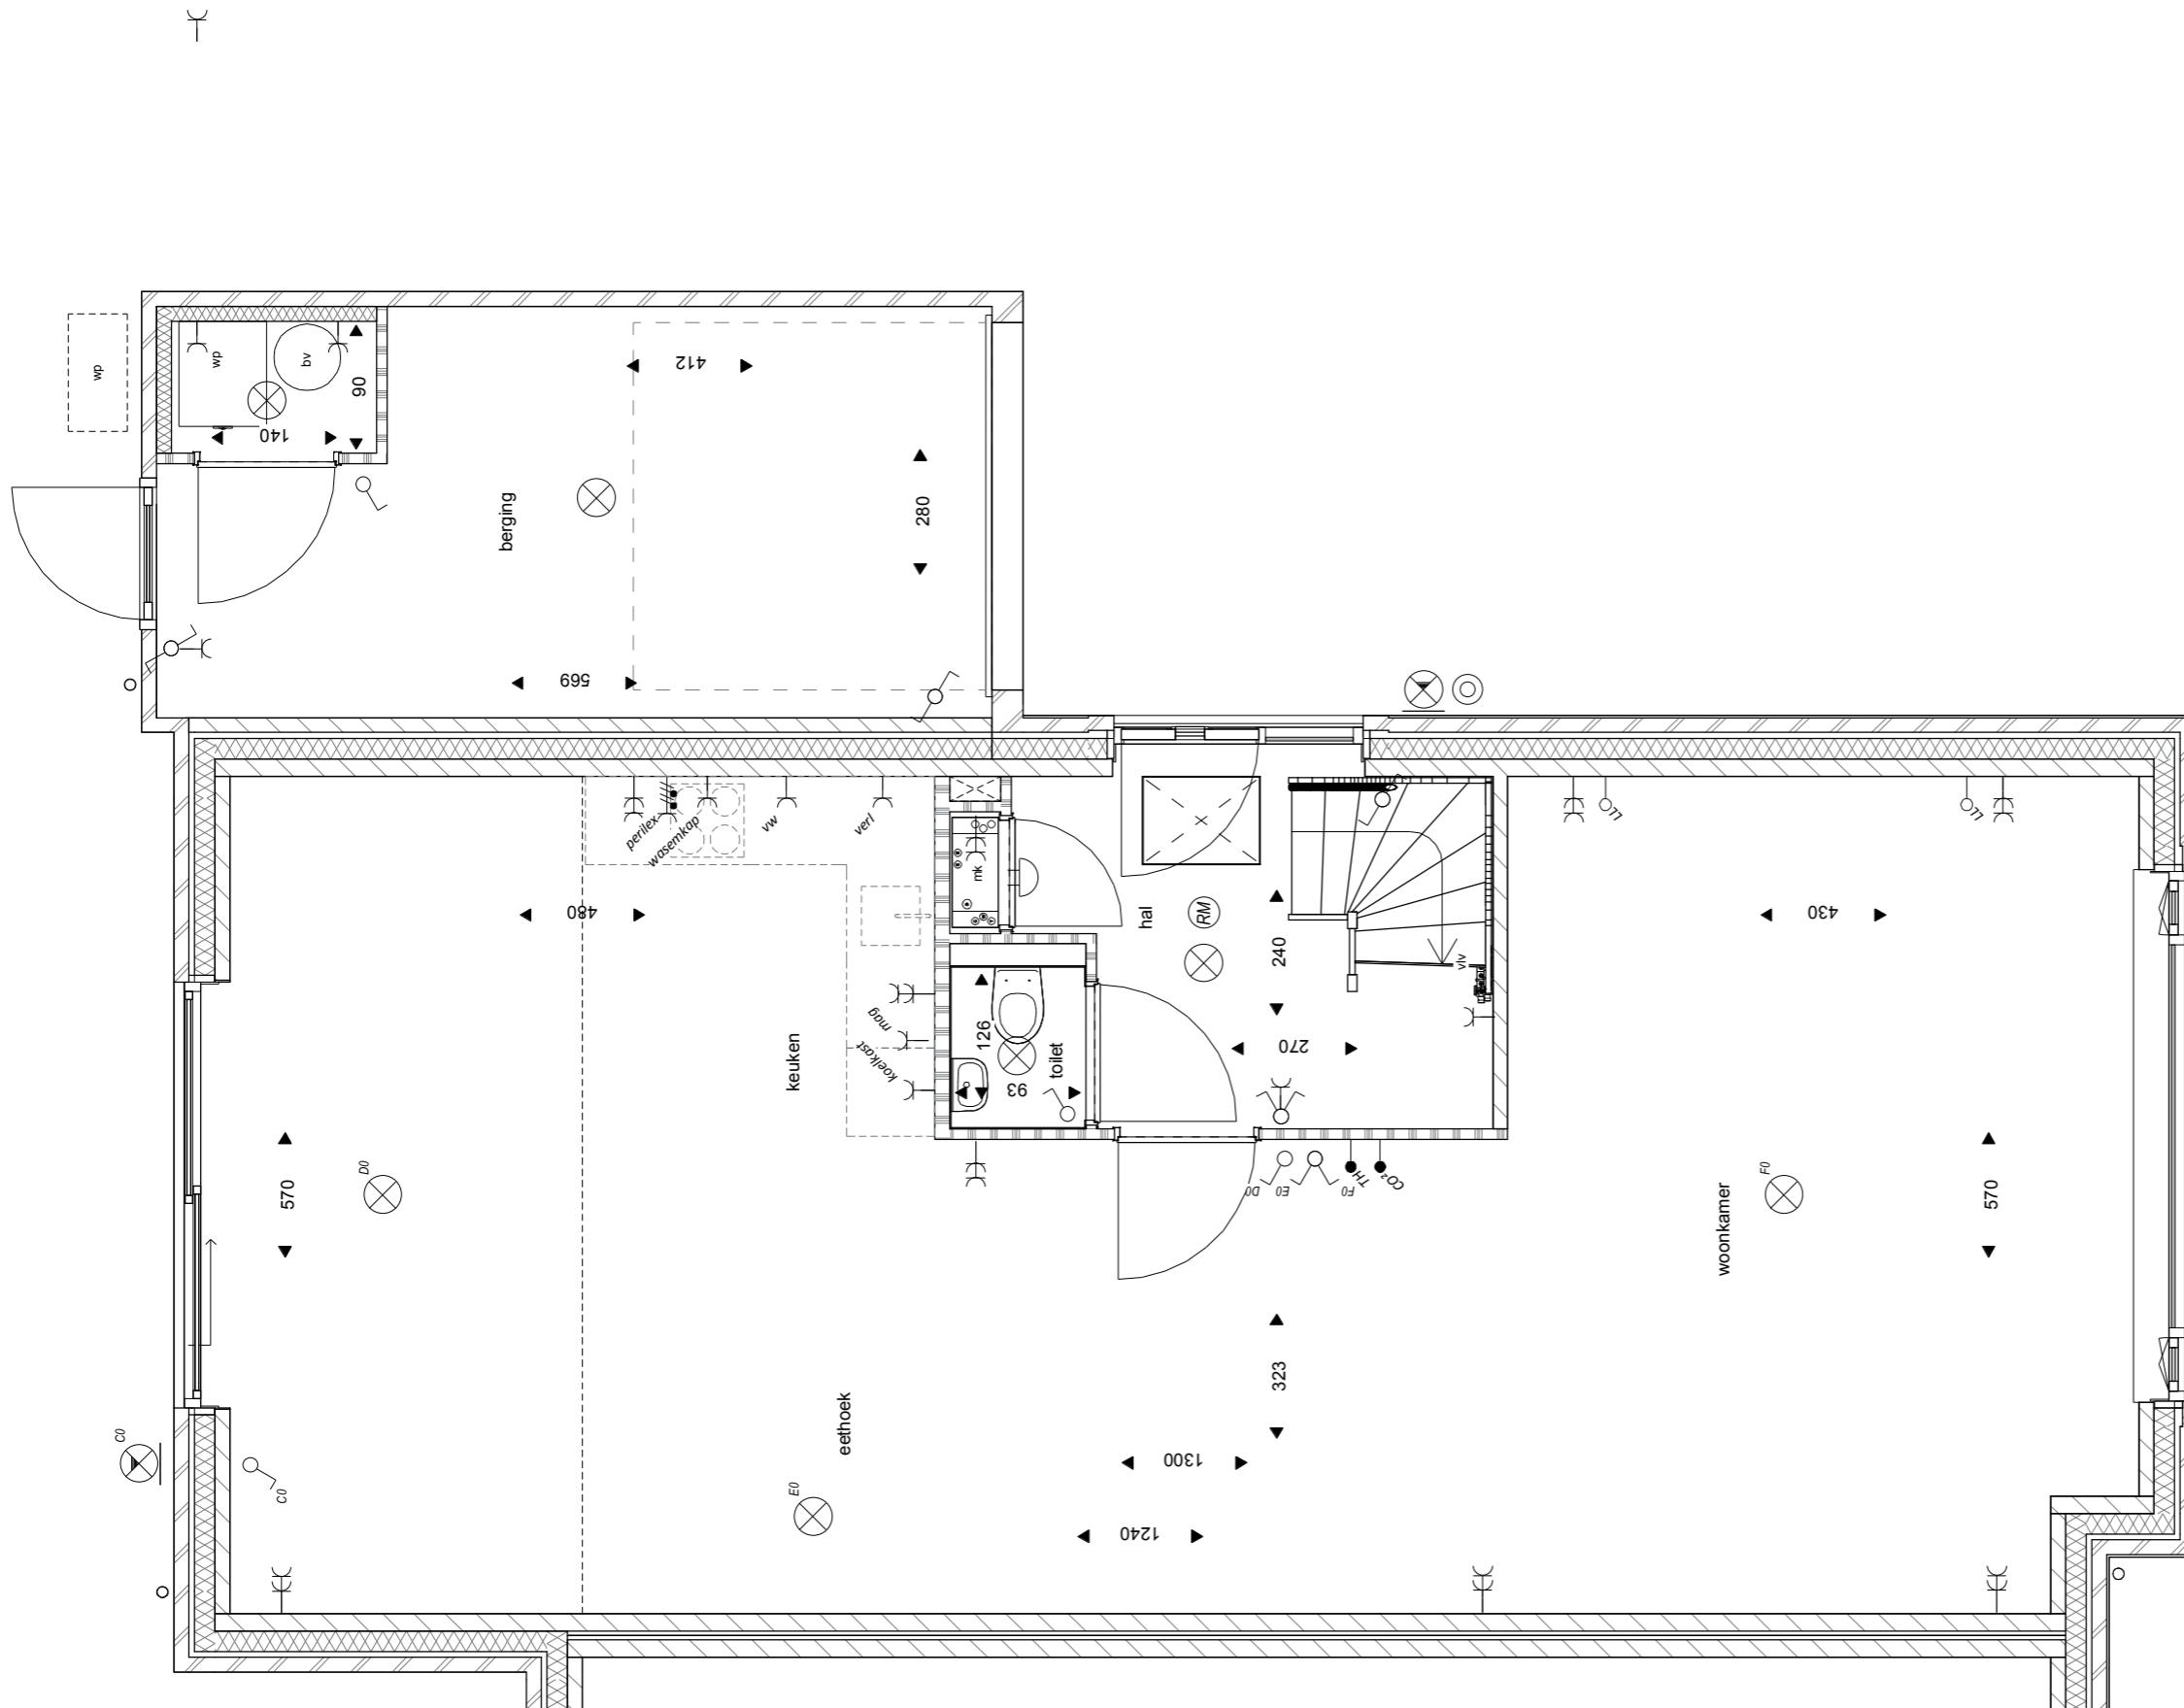 wp
wp
bv
90
140
412
berging
280
569
perilex
wasemkap
vw
verl
mk
LL
LL
480
hal
RM
430
240
vlv
mag
126
keuken
koelkast
toilet
270
93
570
D0
D0
E0
F0
TH
CO²
F0
woonkamer
570
323
eethoek
C0
1300
C0
E0
1240